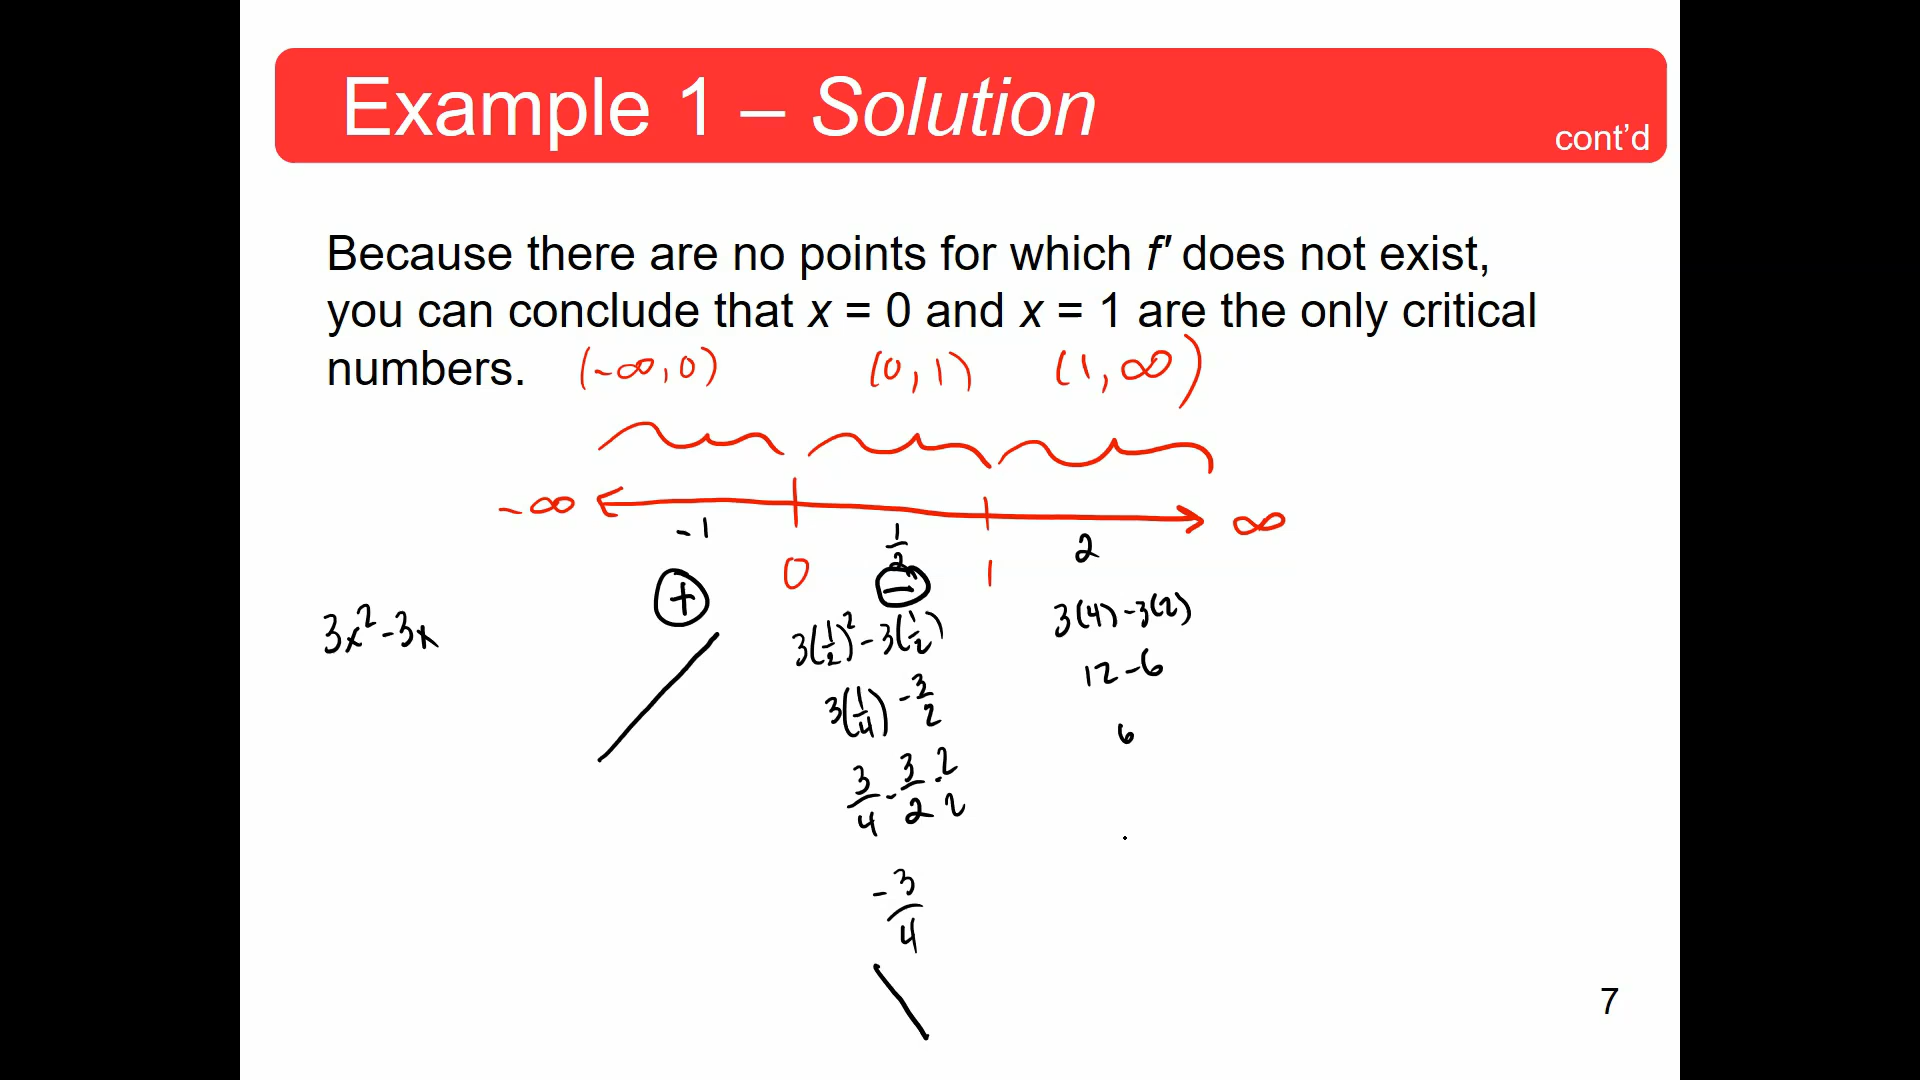 Example 1 – Solution
cont’d
Because there are no points for which f′ does not exist,
you can conclude that x = 0 and x = 1 are the only critical
numbers.
(-∞,0) (0,1) (1,∞)
-∞ ∞
-1 1/2 2
0 1
+ −
3x² -3x
3(1/2)² - 3(1/2)
3(1/4) - 3/2
3/4 - 3/2 · 2/2
-3/4
3(4) -3(2)
12 -6
6
7